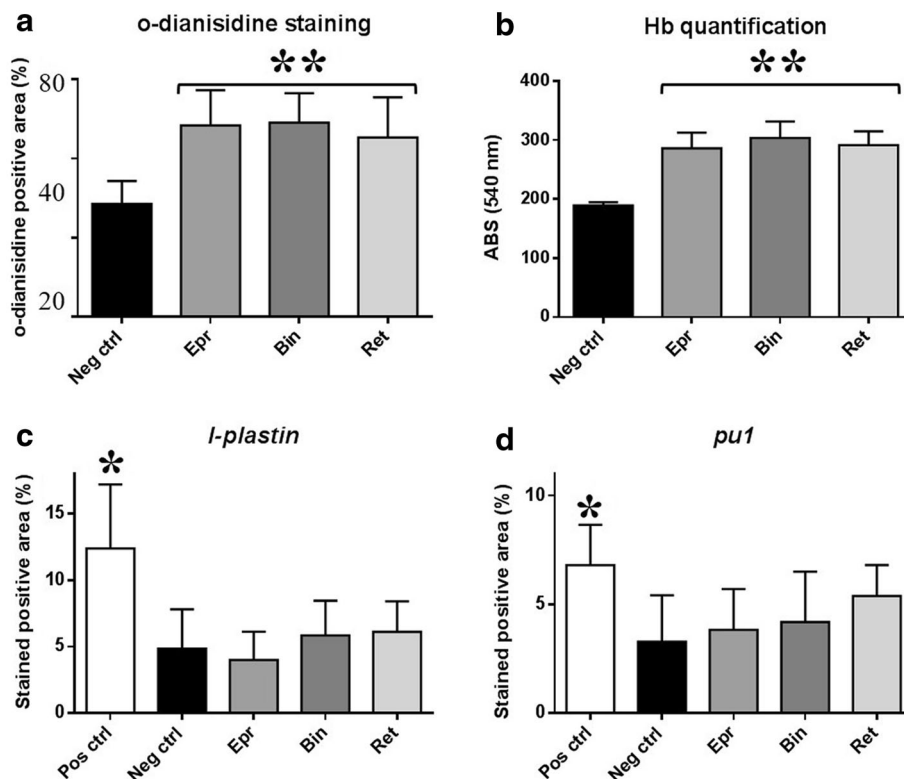 a
o-dianisidine staining
**
o-dianisidine positive area (%)
80
40
20
Neg ctrl
Epr
Bin
Ret
b
Hb quantification
**
ABS (540 nm)
400
300
200
100
0
Neg ctrl
Epr
Bin
Ret
c
l-plastin
*
Stained positive area (%)
15
10
5
0
Pos ctrl
Neg ctrl
Epr
Bin
Ret
d
pu1
*
Stained positive area (%)
10
5
0
Pos ctrl
Neg ctrl
Epr
Bin
Ret